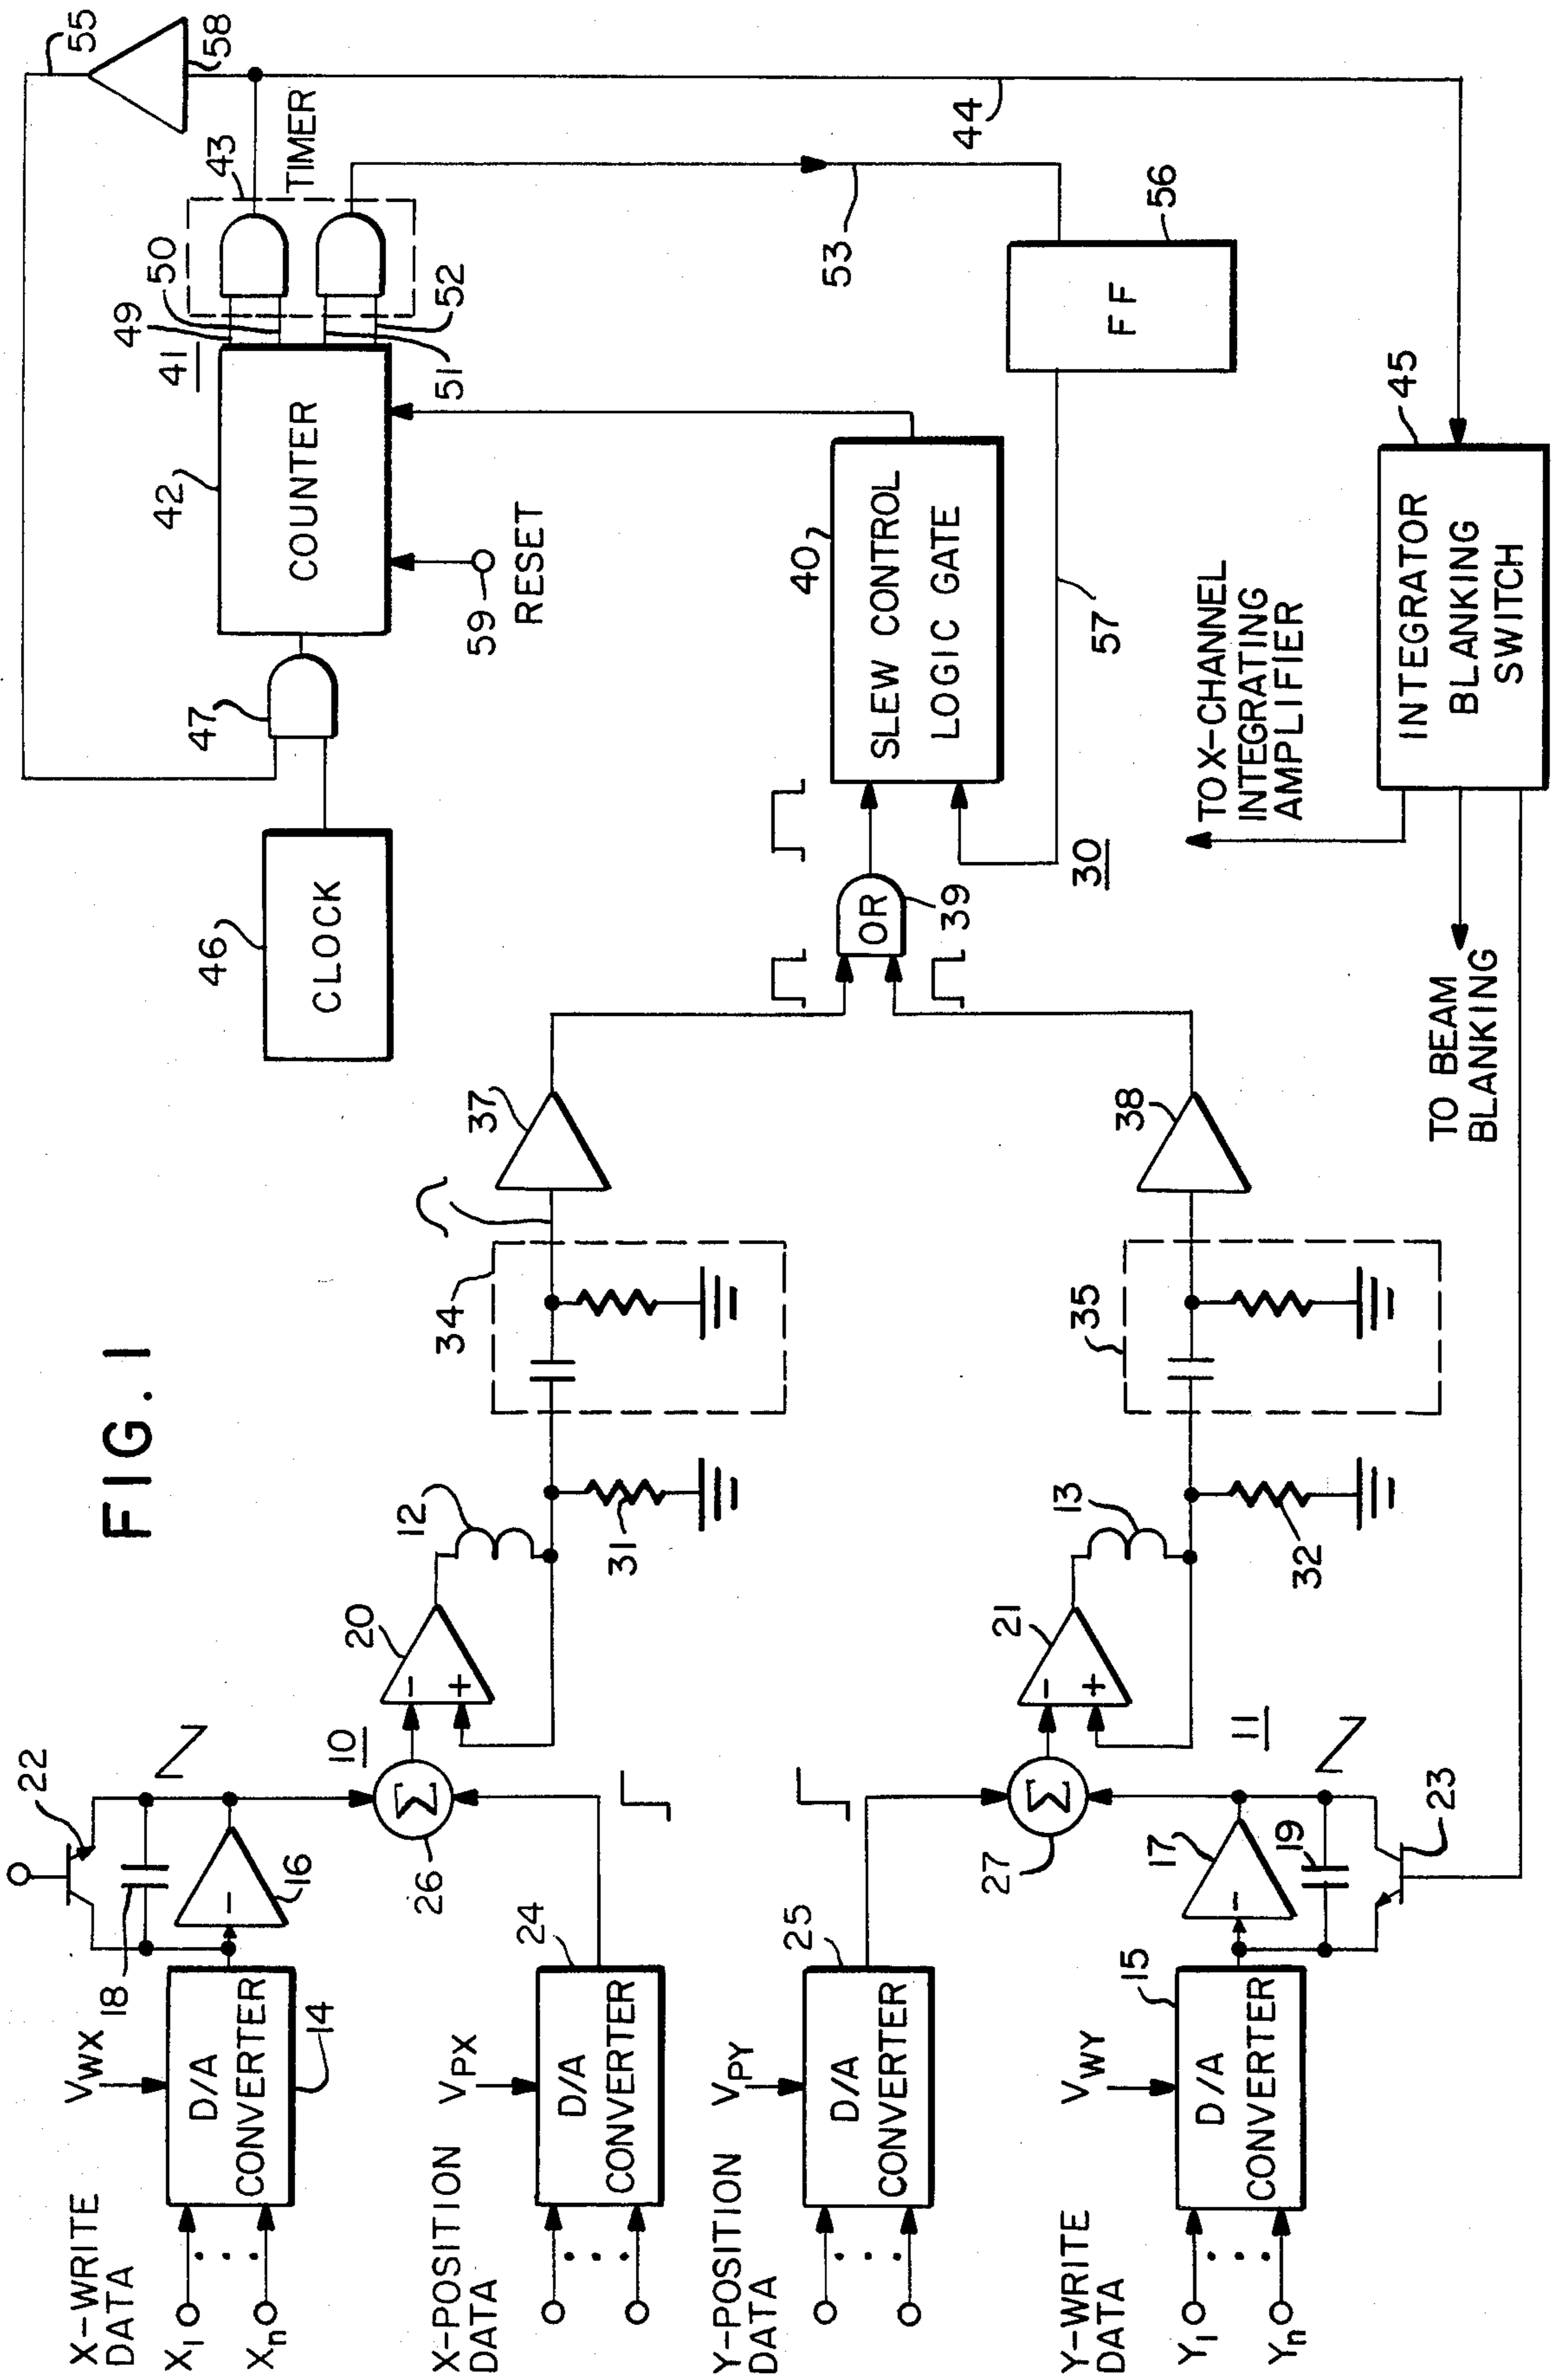 FIG. 1
X-WRITE
DATA
X1
Xn
VWX
D/A
CONVERTER
14
18
16
22
X-POSITION
DATA
VPX
D/A
CONVERTER
24
26
Σ
10
20
-
+
12
31
34
37
Y-POSITION
DATA
VPY
D/A
CONVERTER
25
27
Σ
11
21
-
+
13
32
35
38
Y-WRITE
DATA
Y1
Yn
VWY
D/A
CONVERTER
15
17
19
23
-
-
46
CLOCK
47
42
COUNTER
41
59
RESET
49
50
51
52
43
TIMER
55
58
44
53
OR
39
30
40
SLEW CONTROL
LOGIC GATE
57
FF
56
TO X-CHANNEL
INTEGRATING
AMPLIFIER
45
INTEGRATOR
BLANKING
SWITCH
TO BEAM
BLANKING